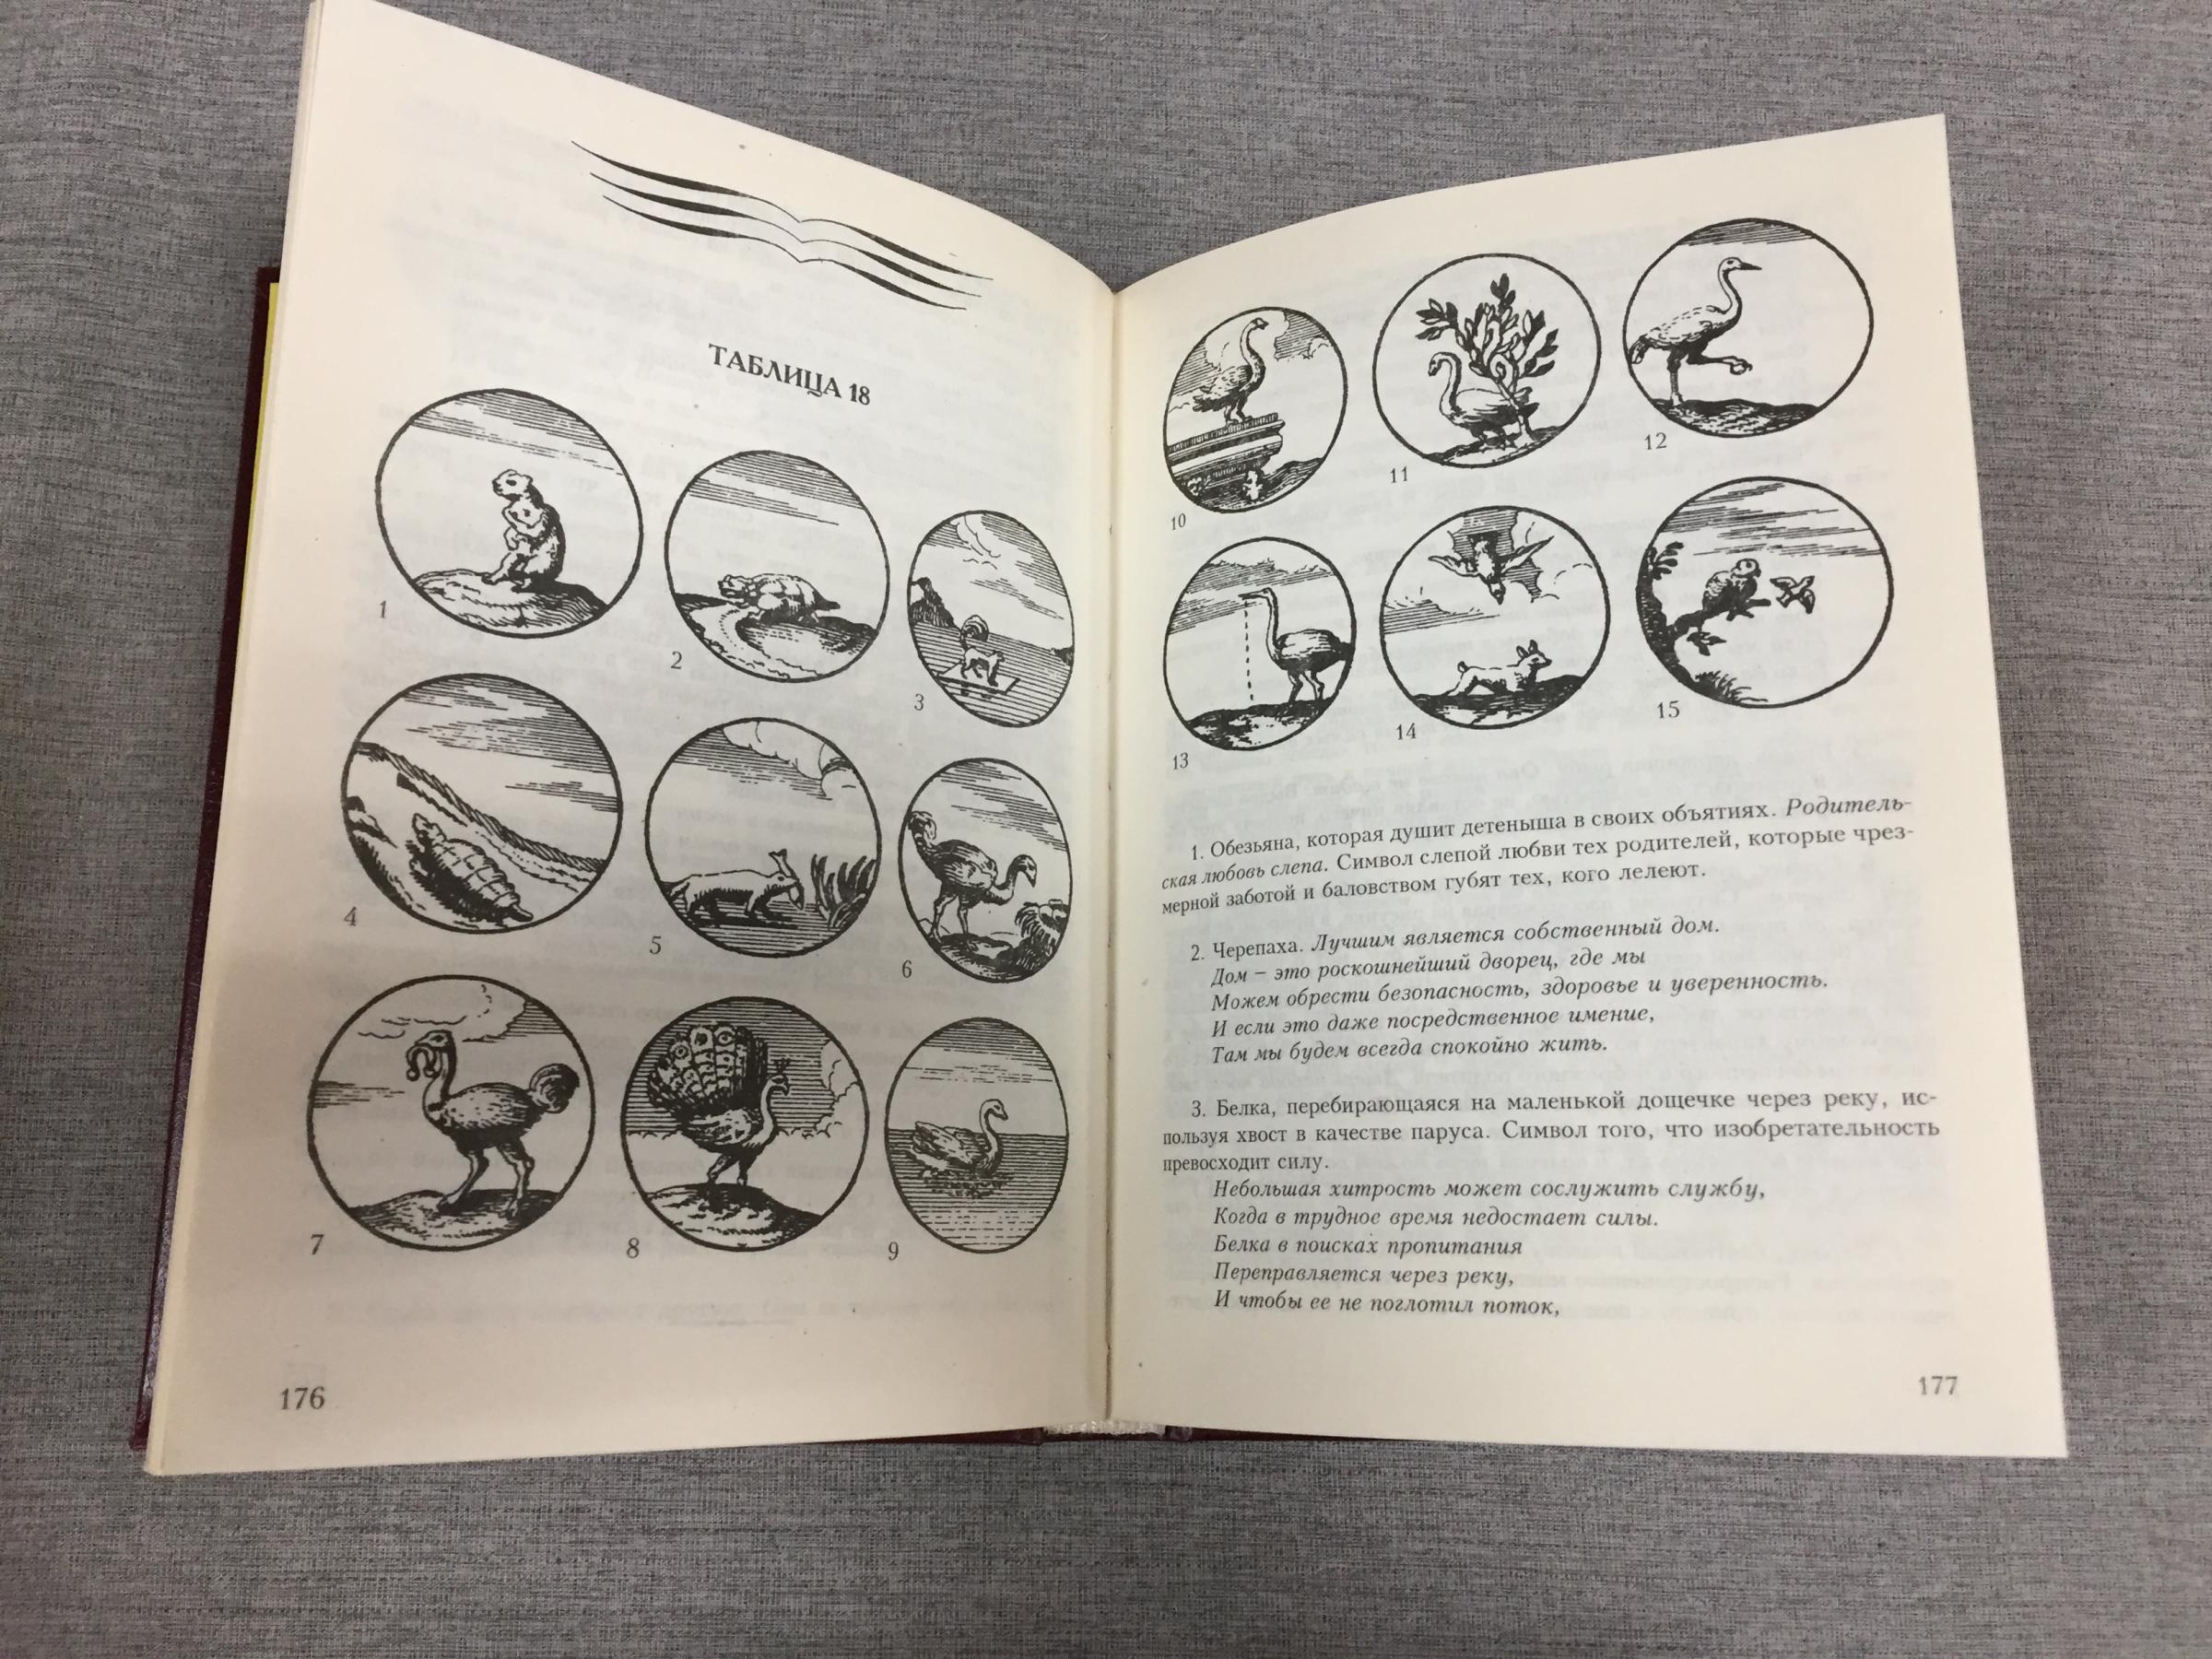 ТАБЛИЦА 18
1
2
3
4
5
6
7
8
9
176
10
11
12
13
14
15
1. Обезьяна, которая душит детеныша в своих объятиях. Родитель-
ская любовь слепа. Символ слепой любви тех родителей, которые чрез-
мерной заботой и баловством губят тех, кого лелеют.
2. Черепаха. Лучшим является собственный дом.
Дом – это роскошнейший дворец, где мы
Можем обрести безопасность, здоровье и уверенность.
И если это даже посредственное имение,
Там мы будем всегда спокойно жить.
3. Белка, перебирающаяся на маленькой дощечке через реку, ис-
пользуя хвост в качестве паруса. Символ того, что изобретательность
превосходит силу.
Небольшая хитрость может сослужить службу,
Когда в трудное время недостает силы.
Белка в поисках пропитания
Переправляется через реку,
И чтобы ее не поглотил поток,
177